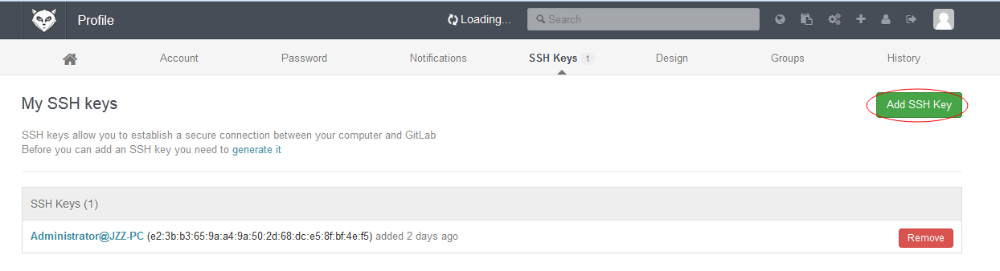 Profile
Loading...
Search
Account
Password
Notifications
SSH Keys 1
Design
Groups
History
My SSH keys
Add SSH Key
SSH keys allow you to establish a secure connection between your computer and GitLab
Before you can add an SSH key you need to generate it
SSH Keys (1)
Administrator@JZZ-PC (e2:3b:b3:65:9a:a4:9a:50:2d:68:dc:e5:8f:bf:4e:f5) added 2 days ago
Remove